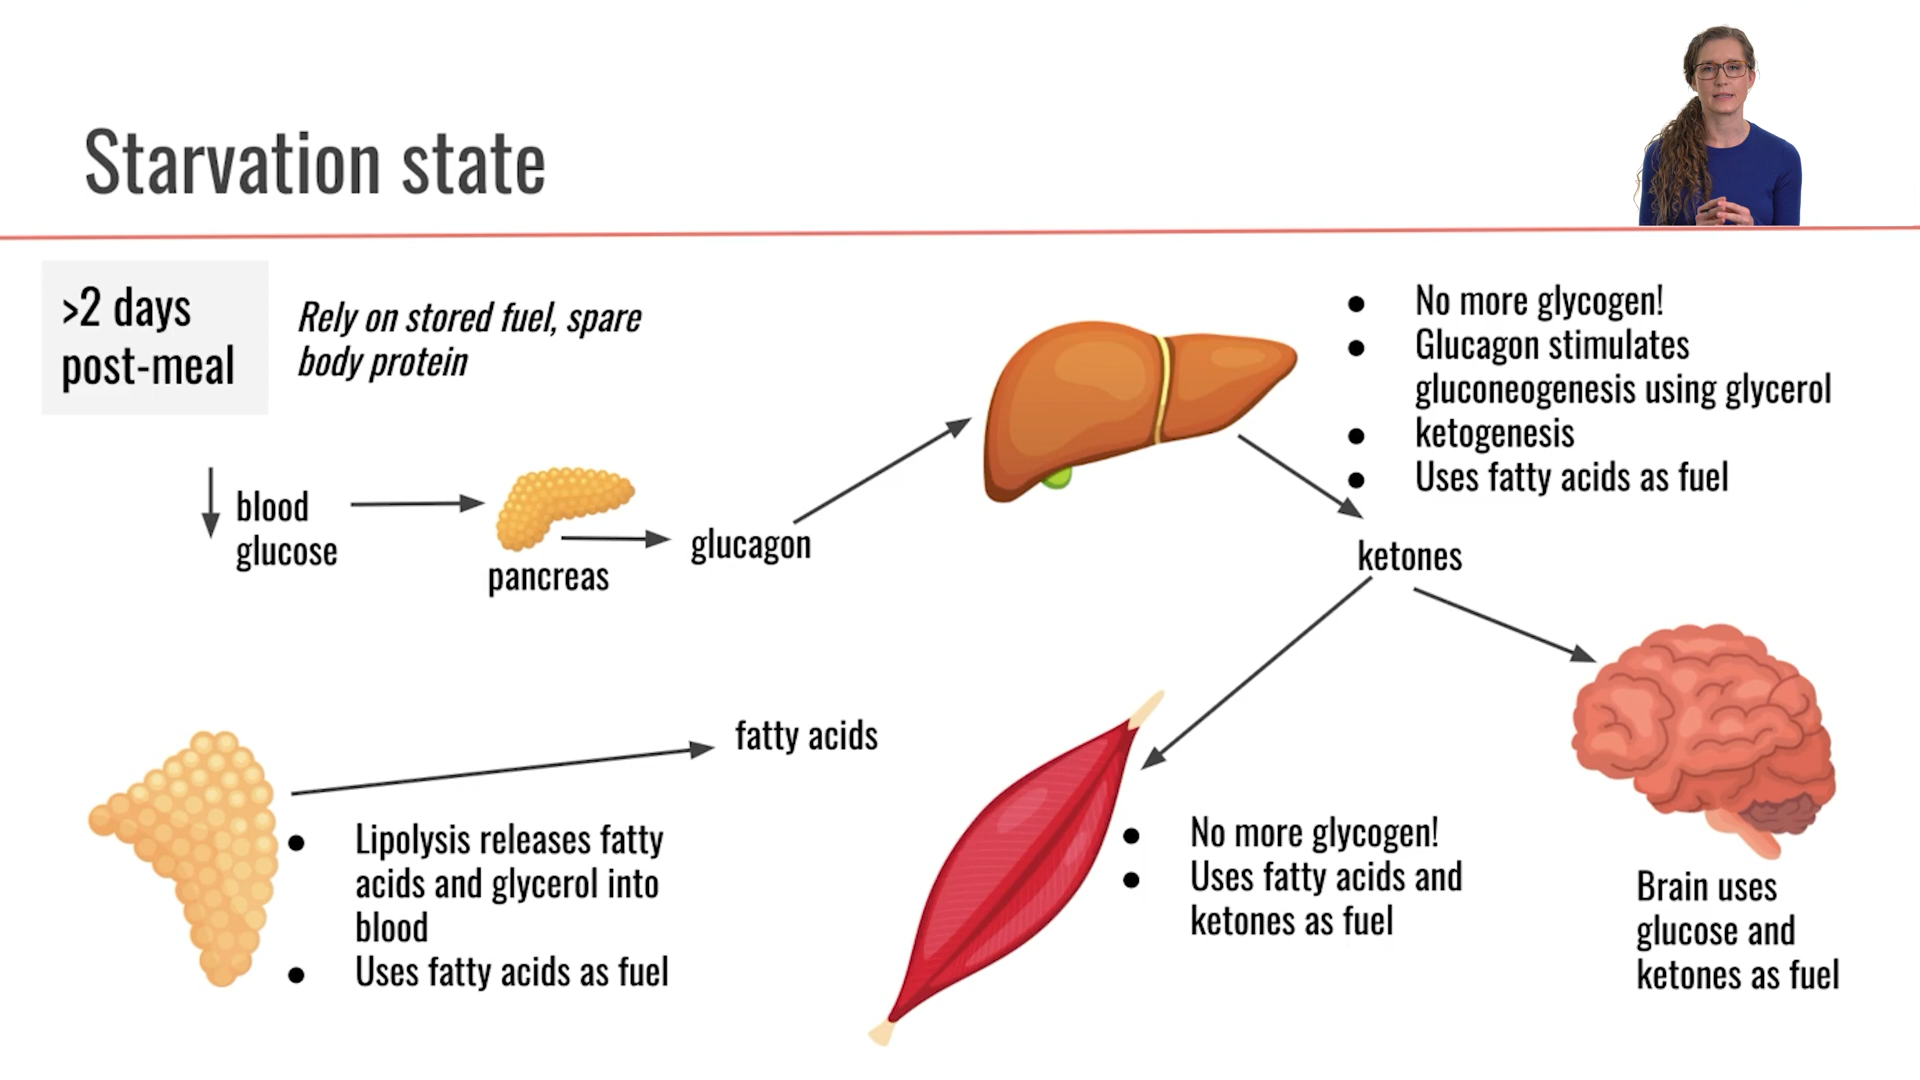 Starvation state
>2 days
post-meal
Rely on stored fuel, spare
body protein
blood
glucose
pancreas
glucagon
• No more glycogen!
• Glucagon stimulates
gluconeogenesis using glycerol
• ketogenesis
• Uses fatty acids as fuel
ketones
fatty acids
• Lipolysis releases fatty
acids and glycerol into
blood
• Uses fatty acids as fuel
• No more glycogen!
• Uses fatty acids and
ketones as fuel
Brain uses
glucose and
ketones as fuel